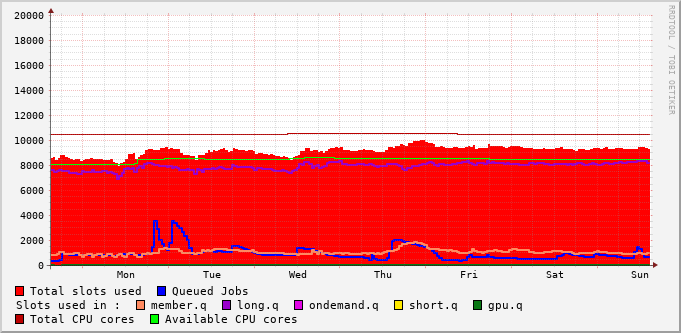 20000
18000
16000
14000
12000
10000
8000
6000
4000
2000
0
Mon Tue Wed Thu Fri Sat Sun
RRDTOOL / TOBI OETIKER
Total slots used Queued Jobs
Slots used in : member.q long.q ondemand.q short.q gpu.q
Total CPU cores Available CPU cores